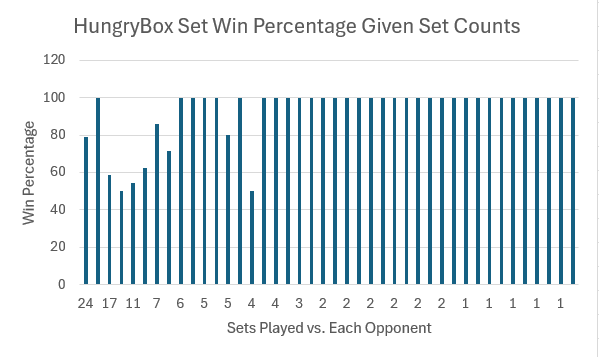 HungryBox Set Win Percentage Given Set Counts
120
100
80
60
40
20
0
Win Percentage
24 17 11 7 6 5 5 4 4 3 2 2 2 2 2 2 1 1 1 1 1
Sets Played vs. Each Opponent